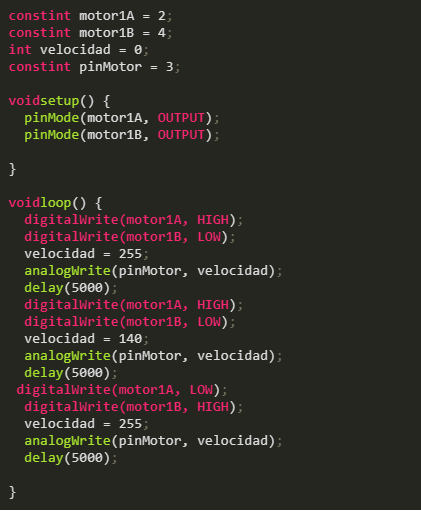 constint motor1A = 2;
constint motor1B = 4;
int velocidad = 0;
constint pinMotor = 3;

voidsetup() {
  pinMode(motor1A, OUTPUT);
  pinMode(motor1B, OUTPUT);

}

voidloop() {
  digitalWrite(motor1A, HIGH);
  digitalWrite(motor1B, LOW);
  velocidad = 255;
  analogWrite(pinMotor, velocidad);
  delay(5000);
  digitalWrite(motor1A, HIGH);
  digitalWrite(motor1B, LOW);
  velocidad = 140;
  analogWrite(pinMotor, velocidad);
  delay(5000);
 digitalWrite(motor1A, LOW);
  digitalWrite(motor1B, HIGH);
  velocidad = 255;
  analogWrite(pinMotor, velocidad);
  delay(5000);

}